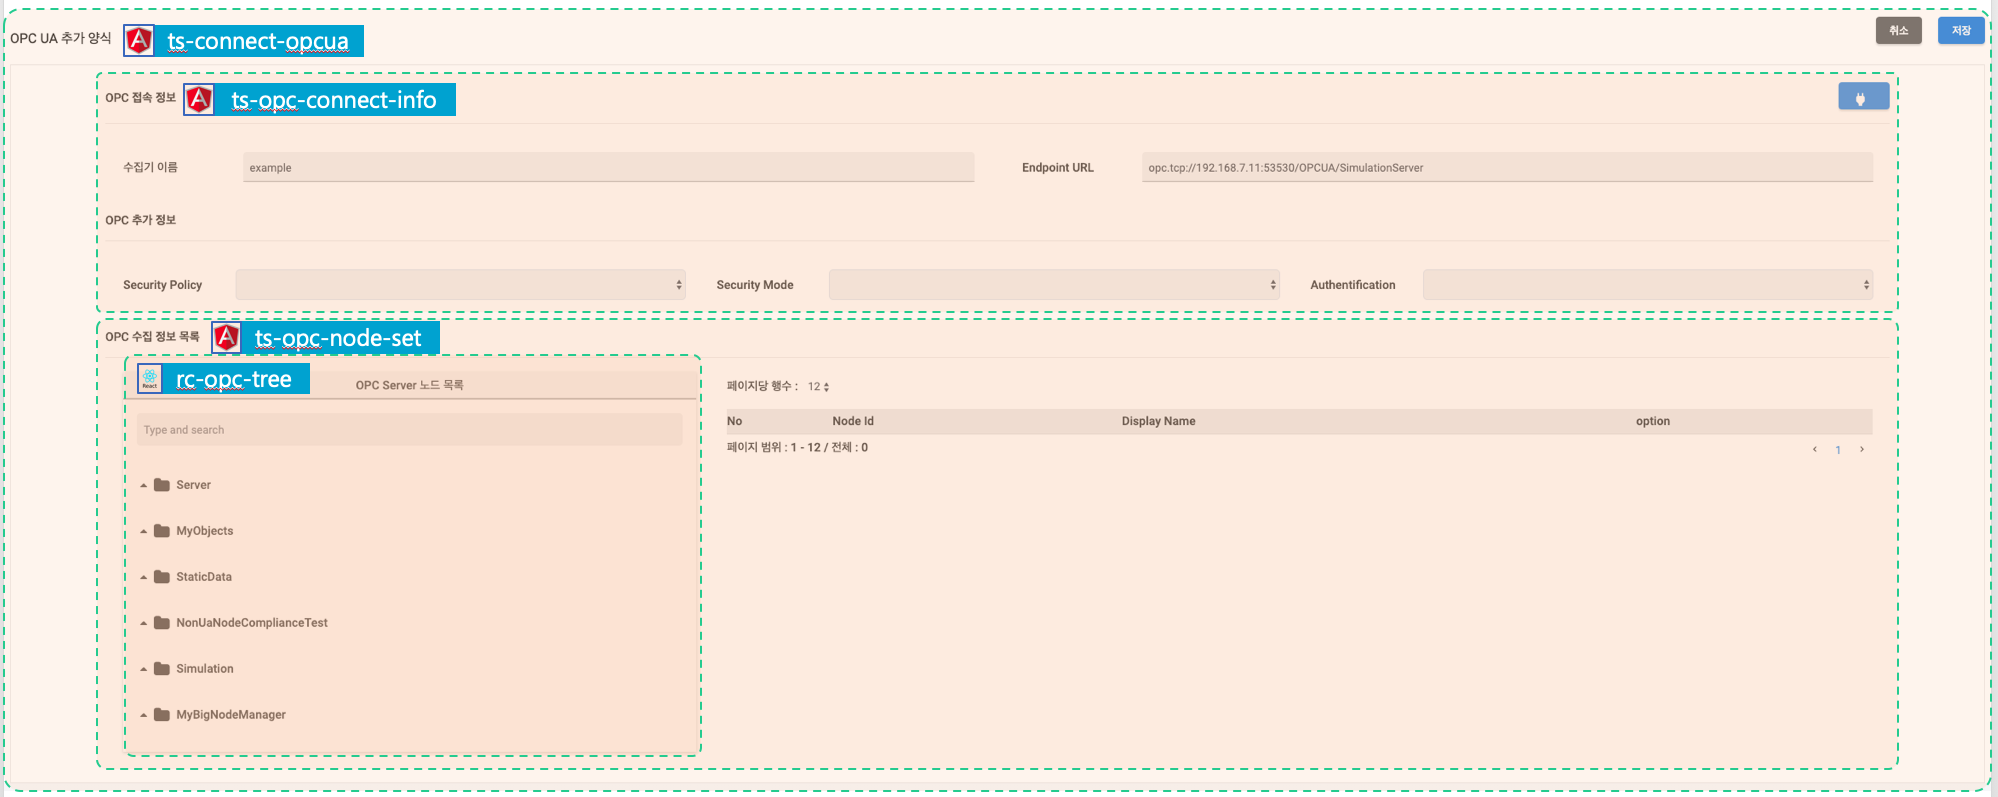 OPC UA 추가 양식 ts-connect-opcua 취소 저장
OPC 접속 정보 ts-opc-connect-info
수집기 이름 example Endpoint URL opc.tcp://192.168.7.11:53530/OPCUA/SimulationServer
OPC 추가 정보
Security Policy Security Mode Authentification
OPC 수집 정보 목록 ts-opc-node-set
React rc-opc-tree OPC Server 노드 목록
Type and search
Server
MyObjects
StaticData
NonUaNodeComplianceTest
Simulation
MyBigNodeManager
페이지당 행수 : 12
No Node Id Display Name option
페이지 범위 : 1 - 12 / 전체 : 0 ‹ 1 ›